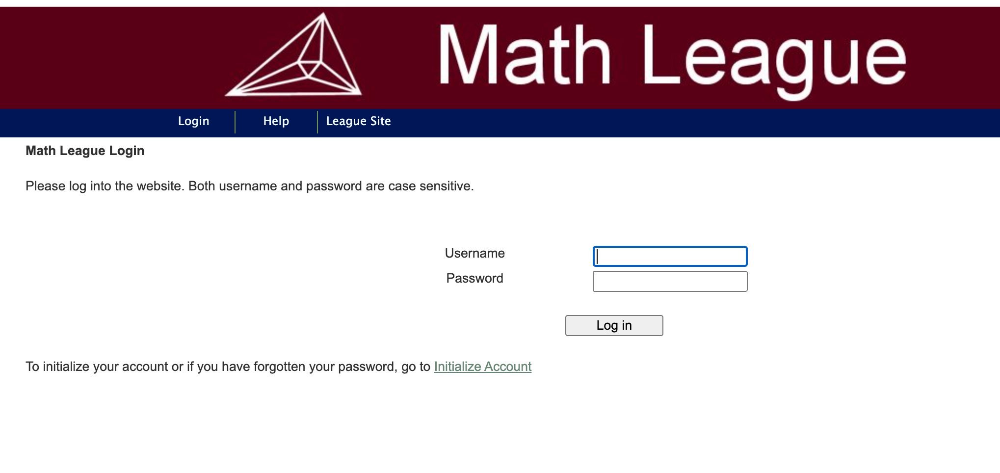 Math League
Login
Help
League Site
Math League Login
Please log into the website. Both username and password are case sensitive.
Username
Password
Log in
To initialize your account or if you have forgotten your password, go to Initialize Account